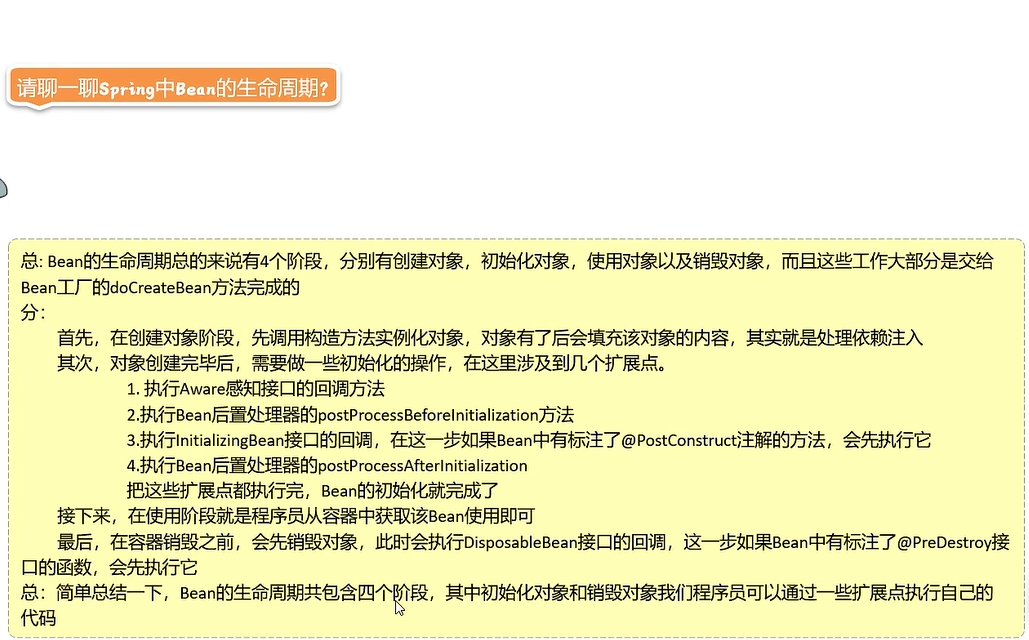 请聊一聊Spring中Bean的生命周期?
总: Bean的生命周期总的来说有4个阶段，分别有创建对象，初始化对象，使用对象以及销毁对象，而且这些工作大部分是交给
Bean工厂的doCreateBean方法完成的
分：
首先，在创建对象阶段，先调用构造方法实例化对象，对象有了后会填充该对象的内容，其实就是处理依赖注入
其次，对象创建完毕后，需要做一些初始化的操作，在这里涉及到几个扩展点。
1. 执行Aware感知接口的回调方法
2.执行Bean后置处理器的postProcessBeforeInitialization方法
3.执行InitializingBean接口的回调，在这一步如果Bean中有标注了@PostConstruct注解的方法，会先执行它
4.执行Bean后置处理器的postProcessAfterInitialization
把这些扩展点都执行完，Bean的初始化就完成了
接下来，在使用阶段就是程序员从容器中获取该Bean使用即可
最后，在容器销毁之前，会先销毁对象，此时会执行DisposableBean接口的回调，这一步如果Bean中有标注了@PreDestroy接
口的函数，会先执行它
总：简单总结一下，Bean的生命周期共包含四个阶段，其中初始化对象和销毁对象我们程序员可以通过一些扩展点执行自己的
代码